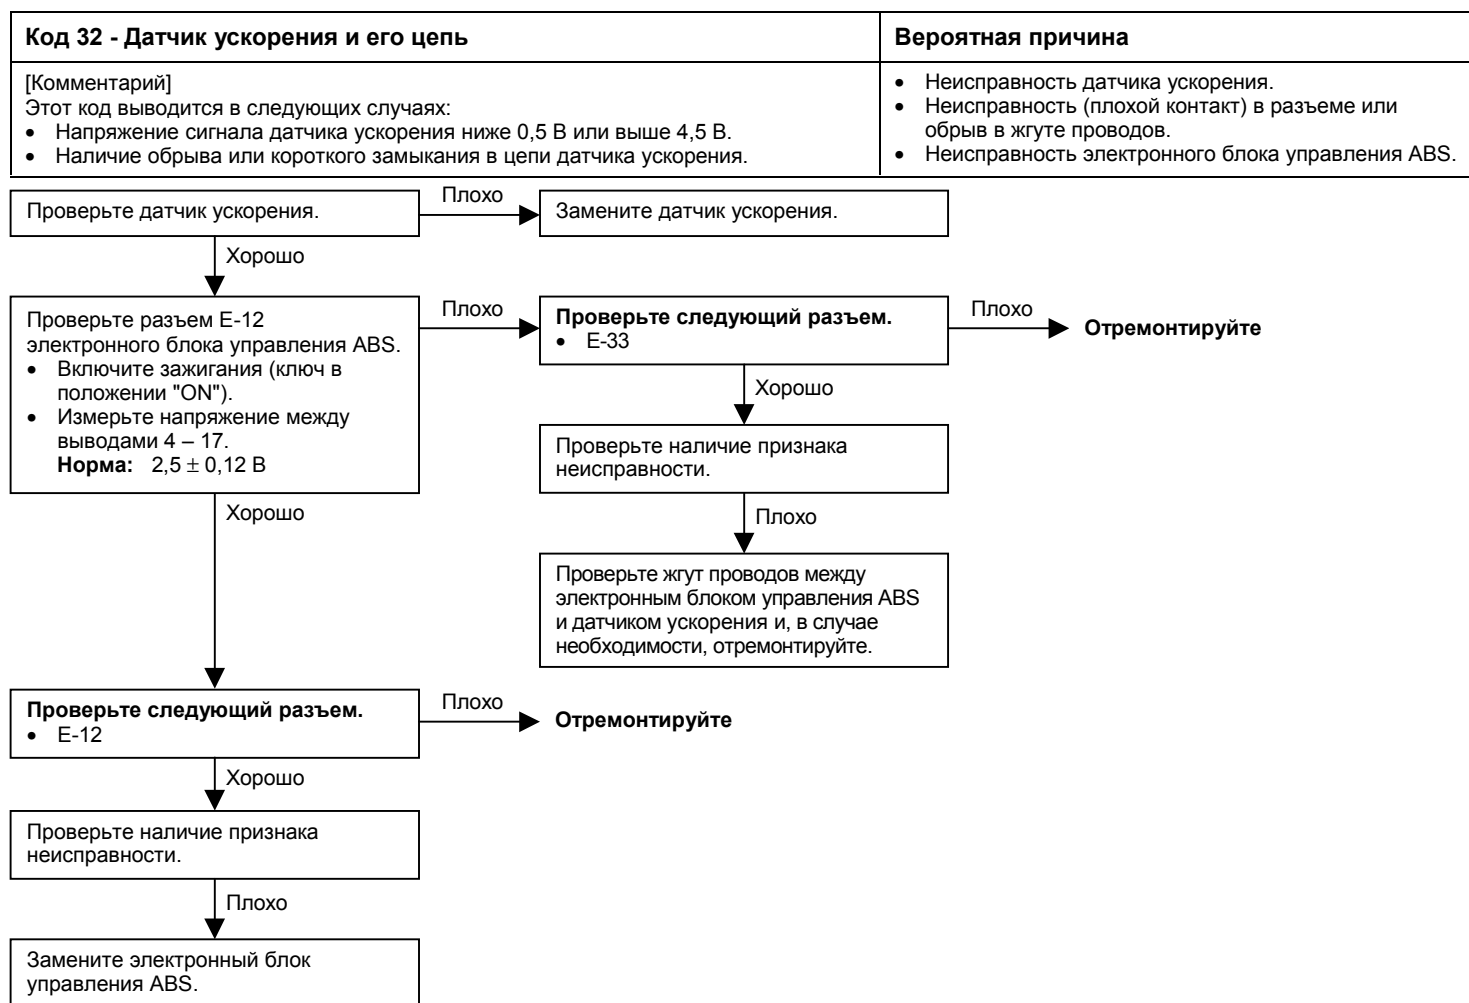 Код 32 - Датчик ускорения и его цепь
Вероятная причина
[Комментарий]
Этот код выводится в следующих случаях:
• Напряжение сигнала датчика ускорения ниже 0,5 В или выше 4,5 В.
• Наличие обрыва или короткого замыкания в цепи датчика ускорения.
• Неисправность датчика ускорения.
• Неисправность (плохой контакт) в разъеме или
обрыв в жгуте проводов.
• Неисправность электронного блока управления ABS.
Проверьте датчик ускорения.
Плохо
Замените датчик ускорения.
Хорошо
Проверьте разъем Е-12
электронного блока управления ABS.
• Включите зажигания (ключ в
положении "ON").
• Измерьте напряжение между
выводами 4 – 17.
Норма: 2,5 ± 0,12 В
Плохо
Проверьте следующий разъем.
• Е-33
Плохо
Отремонтируйте
Хорошо
Проверьте наличие признака
неисправности.
Плохо
Проверьте жгут проводов между
электронным блоком управления ABS
и датчиком ускорения и, в случае
необходимости, отремонтируйте.
Хорошо
Проверьте следующий разъем.
• Е-12
Плохо
Отремонтируйте
Хорошо
Проверьте наличие признака
неисправности.
Плохо
Замените электронный блок
управления ABS.